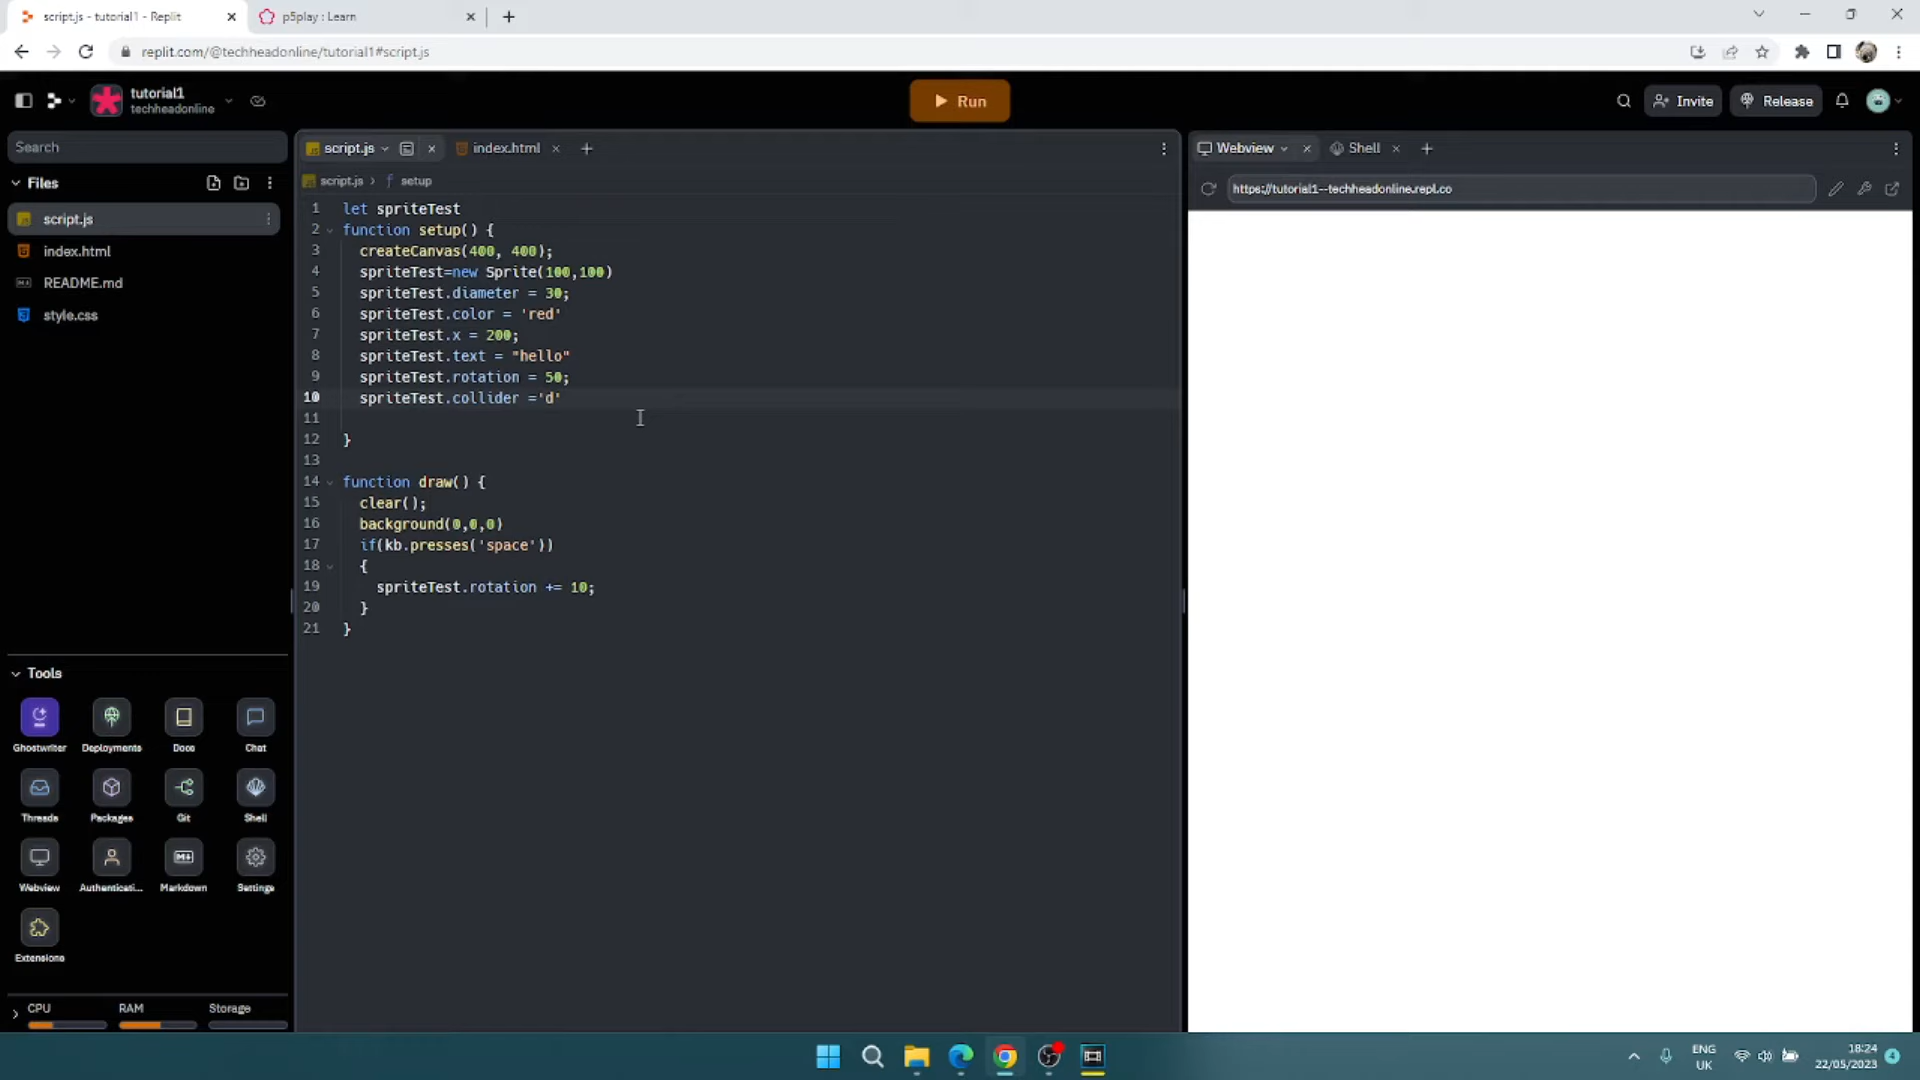 script.js - tutorial1 - Replit
p5play : Learn
replit.com/@techheadonline/tutorial1#script.js
tutorial1
techheadonline
Run
Invite
Release
Search
script.js
index.html
Webview
Shell
Files
script.js
setup
https://tutorial1--techheadonline.repl.co
script.js
index.html
README.md
style.css
1 let spriteTest
2 function setup() {
3 createCanvas(400, 400);
4 spriteTest=new Sprite(100,100)
5 spriteTest.diameter = 30;
6 spriteTest.color = 'red'
7 spriteTest.x = 200;
8 spriteTest.text = "hello"
9 spriteTest.rotation = 50;
10 spriteTest.collider ='d'
11
12 }
13
14 function draw() {
15 clear();
16 background(0,0,0)
17 if(kb.presses('space'))
18 {
19 spriteTest.rotation += 10;
20 }
21 }
Tools
Ghostwriter
Deployments
Docs
Chat
Threads
Packages
Git
Shell
Webview
Authenticati...
Markdown
Settings
Extensions
CPU
RAM
Storage
ENG
UK
18:24
22/05/2023
4